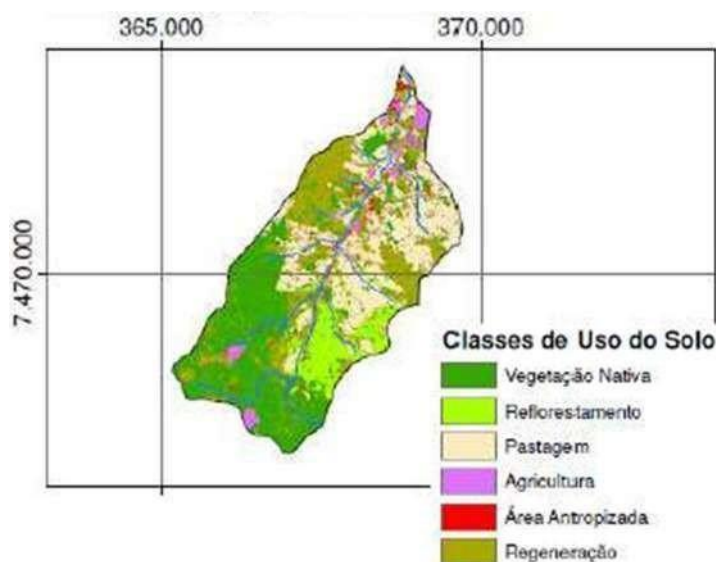 365.000 370.000
7.470.000
Classes de Uso do Solo
Vegetação Nativa
Reflorestamento
Pastagem
Agricultura
Área Antropizada
Regeneração